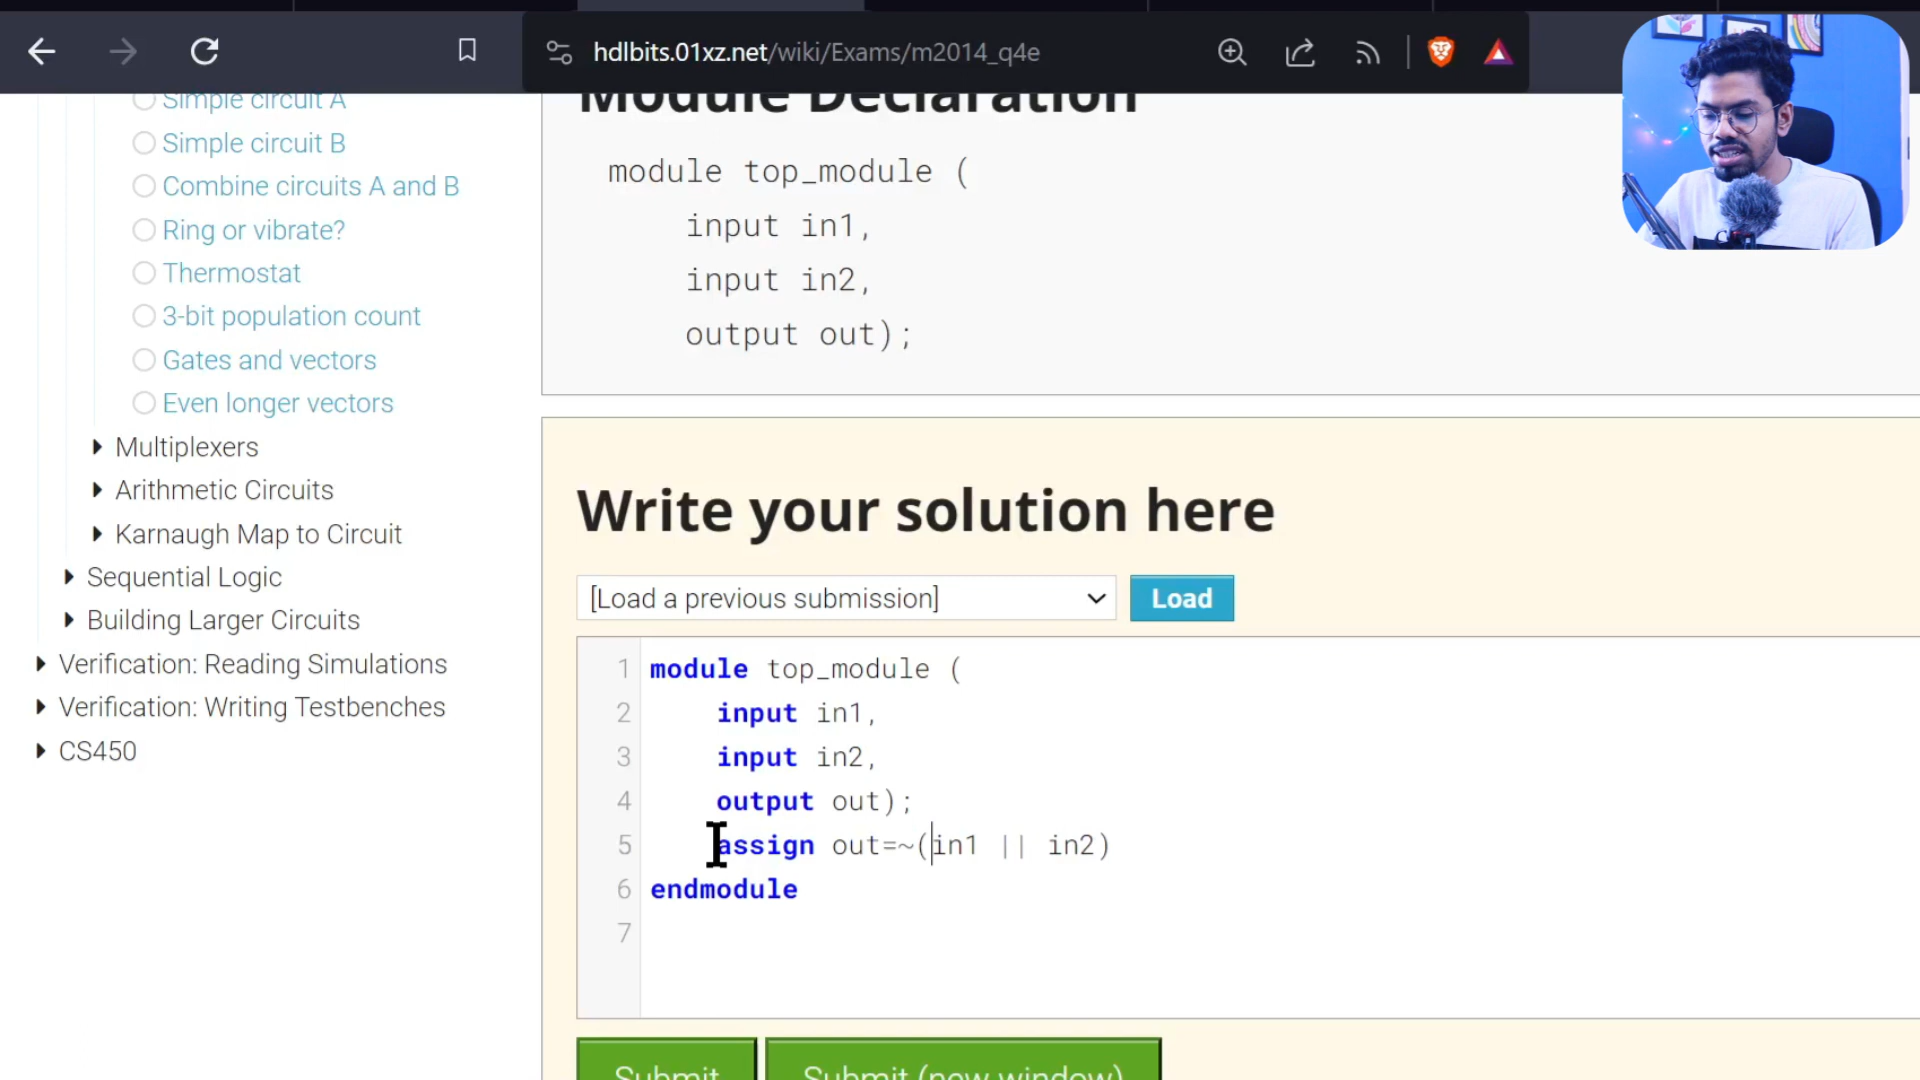 hdlbits.01xz.net/wiki/Exams/m2014_q4e
Simple circuit A
Simple circuit B
Combine circuits A and B
Ring or vibrate?
Thermostat
3-bit population count
Gates and vectors
Even longer vectors
Multiplexers
Arithmetic Circuits
Karnaugh Map to Circuit
Sequential Logic
Building Larger Circuits
Verification: Reading Simulations
Verification: Writing Testbenches
CS450
Module Declaration
module top_module (
input in1,
input in2,
output out);
Write your solution here
[Load a previous submission]
Load
1 module top_module (
2 input in1,
3 input in2,
4 output out);
5 assign out=~(in1 || in2)
6 endmodule
7
Submit
Submit (new window)